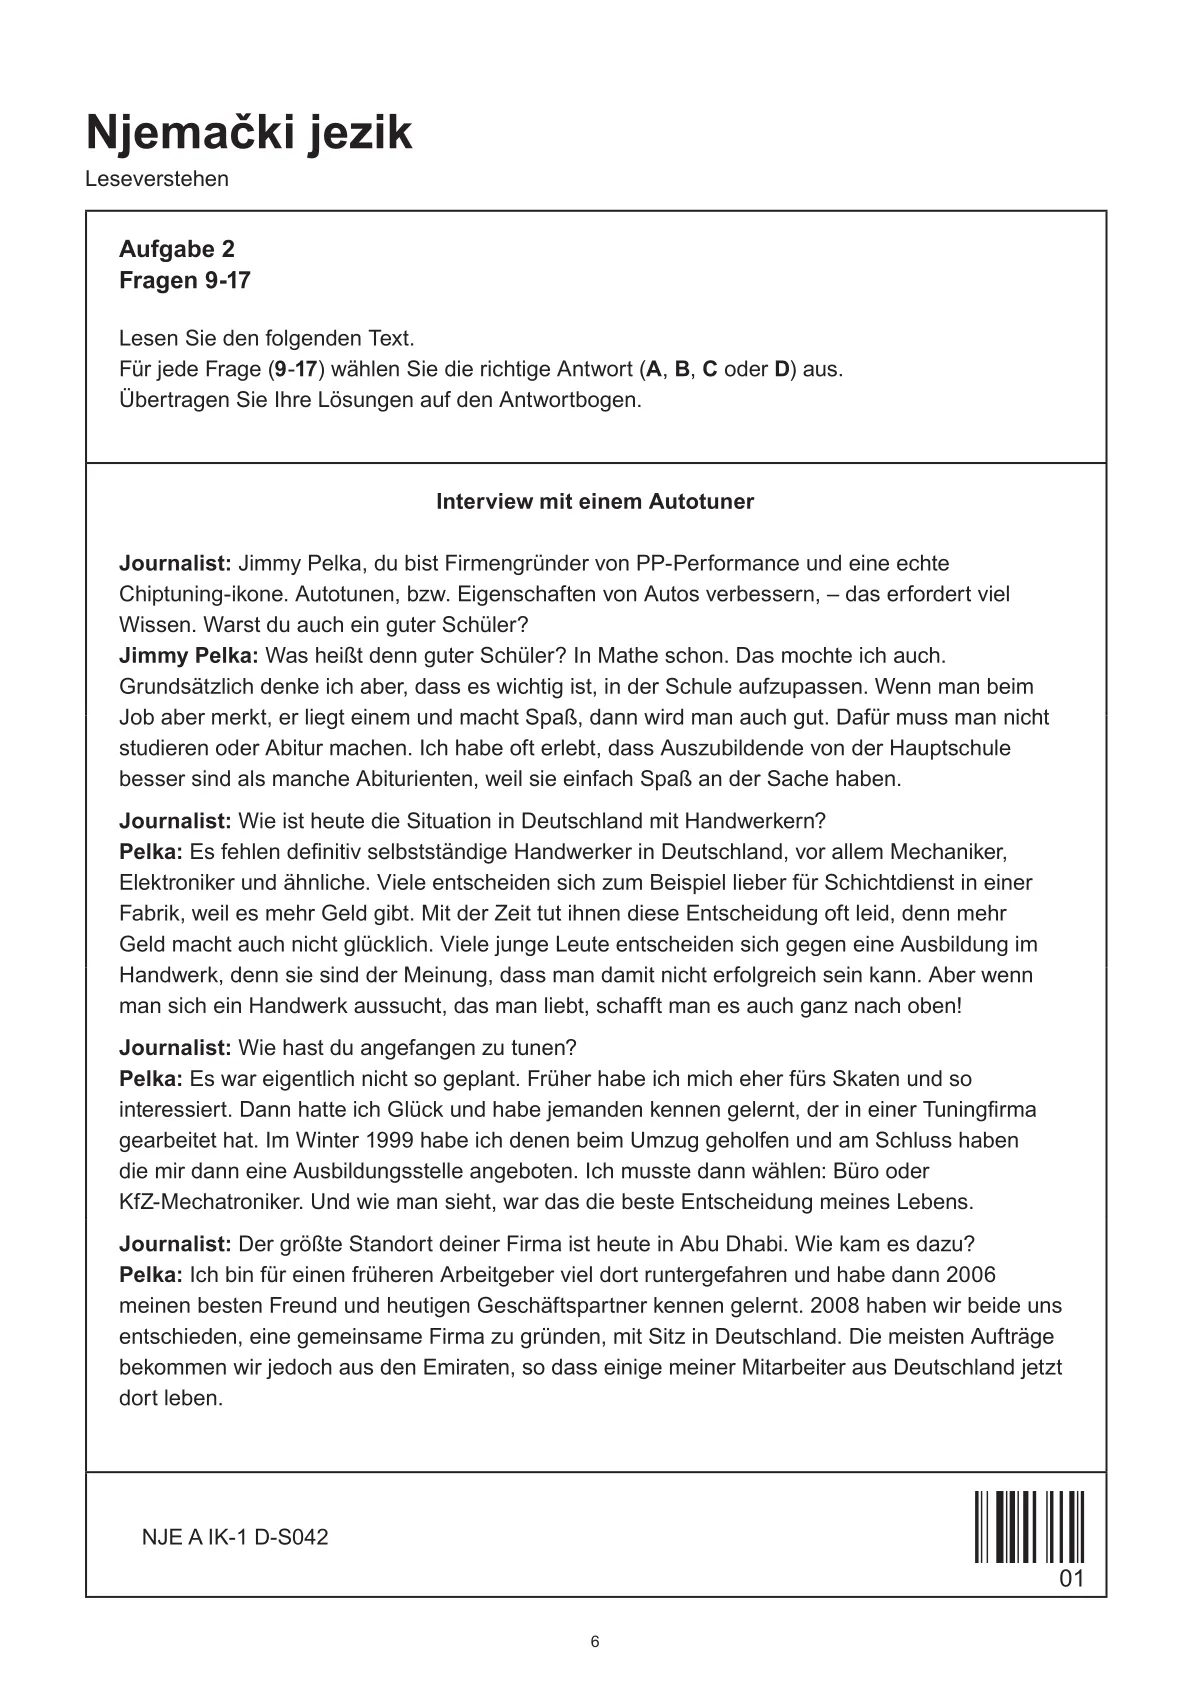 Njemački jezik
Leseverstehen
Aufgabe 2
Fragen 9-17
Lesen Sie den folgenden Text.
Für jede Frage (9-17) wählen Sie die richtige Antwort (A, B, C oder D) aus.
Übertragen Sie Ihre Lösungen auf den Antwortbogen.
Interview mit einem Autotuner
Journalist: Jimmy Pelka, du bist Firmengründer von PP-Performance und eine echte
Chiptuning-ikone. Autotunen, bzw. Eigenschaften von Autos verbessern, – das erfordert viel
Wissen. Warst du auch ein guter Schüler?
Jimmy Pelka: Was heißt denn guter Schüler? In Mathe schon. Das mochte ich auch.
Grundsätzlich denke ich aber, dass es wichtig ist, in der Schule aufzupassen. Wenn man beim
Job aber merkt, er liegt einem und macht Spaß, dann wird man auch gut. Dafür muss man nicht
studieren oder Abitur machen. Ich habe oft erlebt, dass Auszubildende von der Hauptschule
besser sind als manche Abiturienten, weil sie einfach Spaß an der Sache haben.
Journalist: Wie ist heute die Situation in Deutschland mit Handwerkern?
Pelka: Es fehlen definitiv selbstständige Handwerker in Deutschland, vor allem Mechaniker,
Elektroniker und ähnliche. Viele entscheiden sich zum Beispiel lieber für Schichtdienst in einer
Fabrik, weil es mehr Geld gibt. Mit der Zeit tut ihnen diese Entscheidung oft leid, denn mehr
Geld macht auch nicht glücklich. Viele junge Leute entscheiden sich gegen eine Ausbildung im
Handwerk, denn sie sind der Meinung, dass man damit nicht erfolgreich sein kann. Aber wenn
man sich ein Handwerk aussucht, das man liebt, schafft man es auch ganz nach oben!
Journalist: Wie hast du angefangen zu tunen?
Pelka: Es war eigentlich nicht so geplant. Früher habe ich mich eher fürs Skaten und so
interessiert. Dann hatte ich Glück und habe jemanden kennen gelernt, der in einer Tuningfirma
gearbeitet hat. Im Winter 1999 habe ich denen beim Umzug geholfen und am Schluss haben
die mir dann eine Ausbildungsstelle angeboten. Ich musste dann wählen: Büro oder
KfZ-Mechatroniker. Und wie man sieht, war das die beste Entscheidung meines Lebens.
Journalist: Der größte Standort deiner Firma ist heute in Abu Dhabi. Wie kam es dazu?
Pelka: Ich bin für einen früheren Arbeitgeber viel dort runtergefahren und habe dann 2006
meinen besten Freund und heutigen Geschäftspartner kennen gelernt. 2008 haben wir beide uns
entschieden, eine gemeinsame Firma zu gründen, mit Sitz in Deutschland. Die meisten Aufträge
bekommen wir jedoch aus den Emiraten, so dass einige meiner Mitarbeiter aus Deutschland jetzt
dort leben.
NJE A IK-1 D-S042
01
6